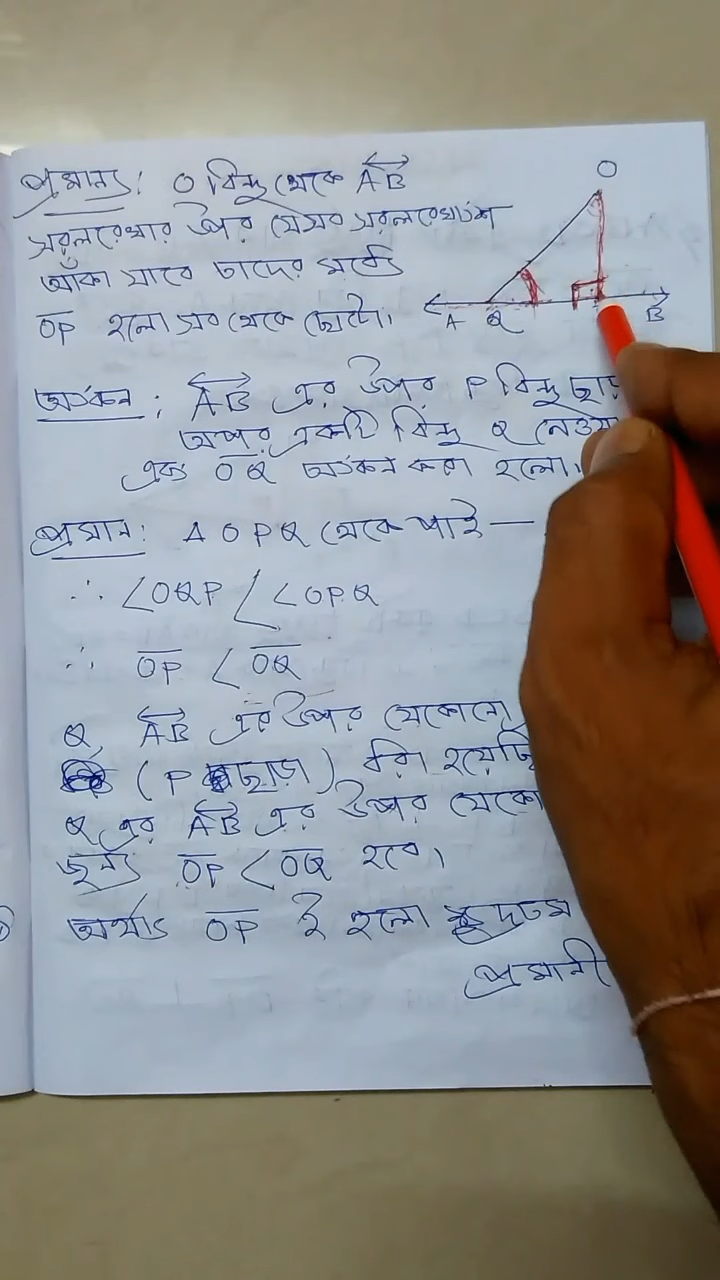 প্রমান্য: O বিন্দু থেকে AB
সরলরেখার উপর যেসব সরলরেখাংশ
আঁকা যাবে তাদের মধ্যে
OP হলো সব থেকে ছোটো।
O
A Q B
অঙ্কন: AB এর উপর P বিন্দু ছাড়
অপর একটি বিন্দু Q নেওয়
এবং OQ অঙ্কন করা হলো।
প্রমান: Δ OPQ থেকে পাই —
∴ ∠OQP < ∠OPQ
∴ OP < OQ
Q, AB এর উপর যেকোনো
(P ছাড়া) ধরা হয়েছি
Q এর AB এর উপর যেকো
জন্য OP < OQ হবে।
অর্থাৎ OP ই হলো ক্ষুদ্রতম
প্রমানী